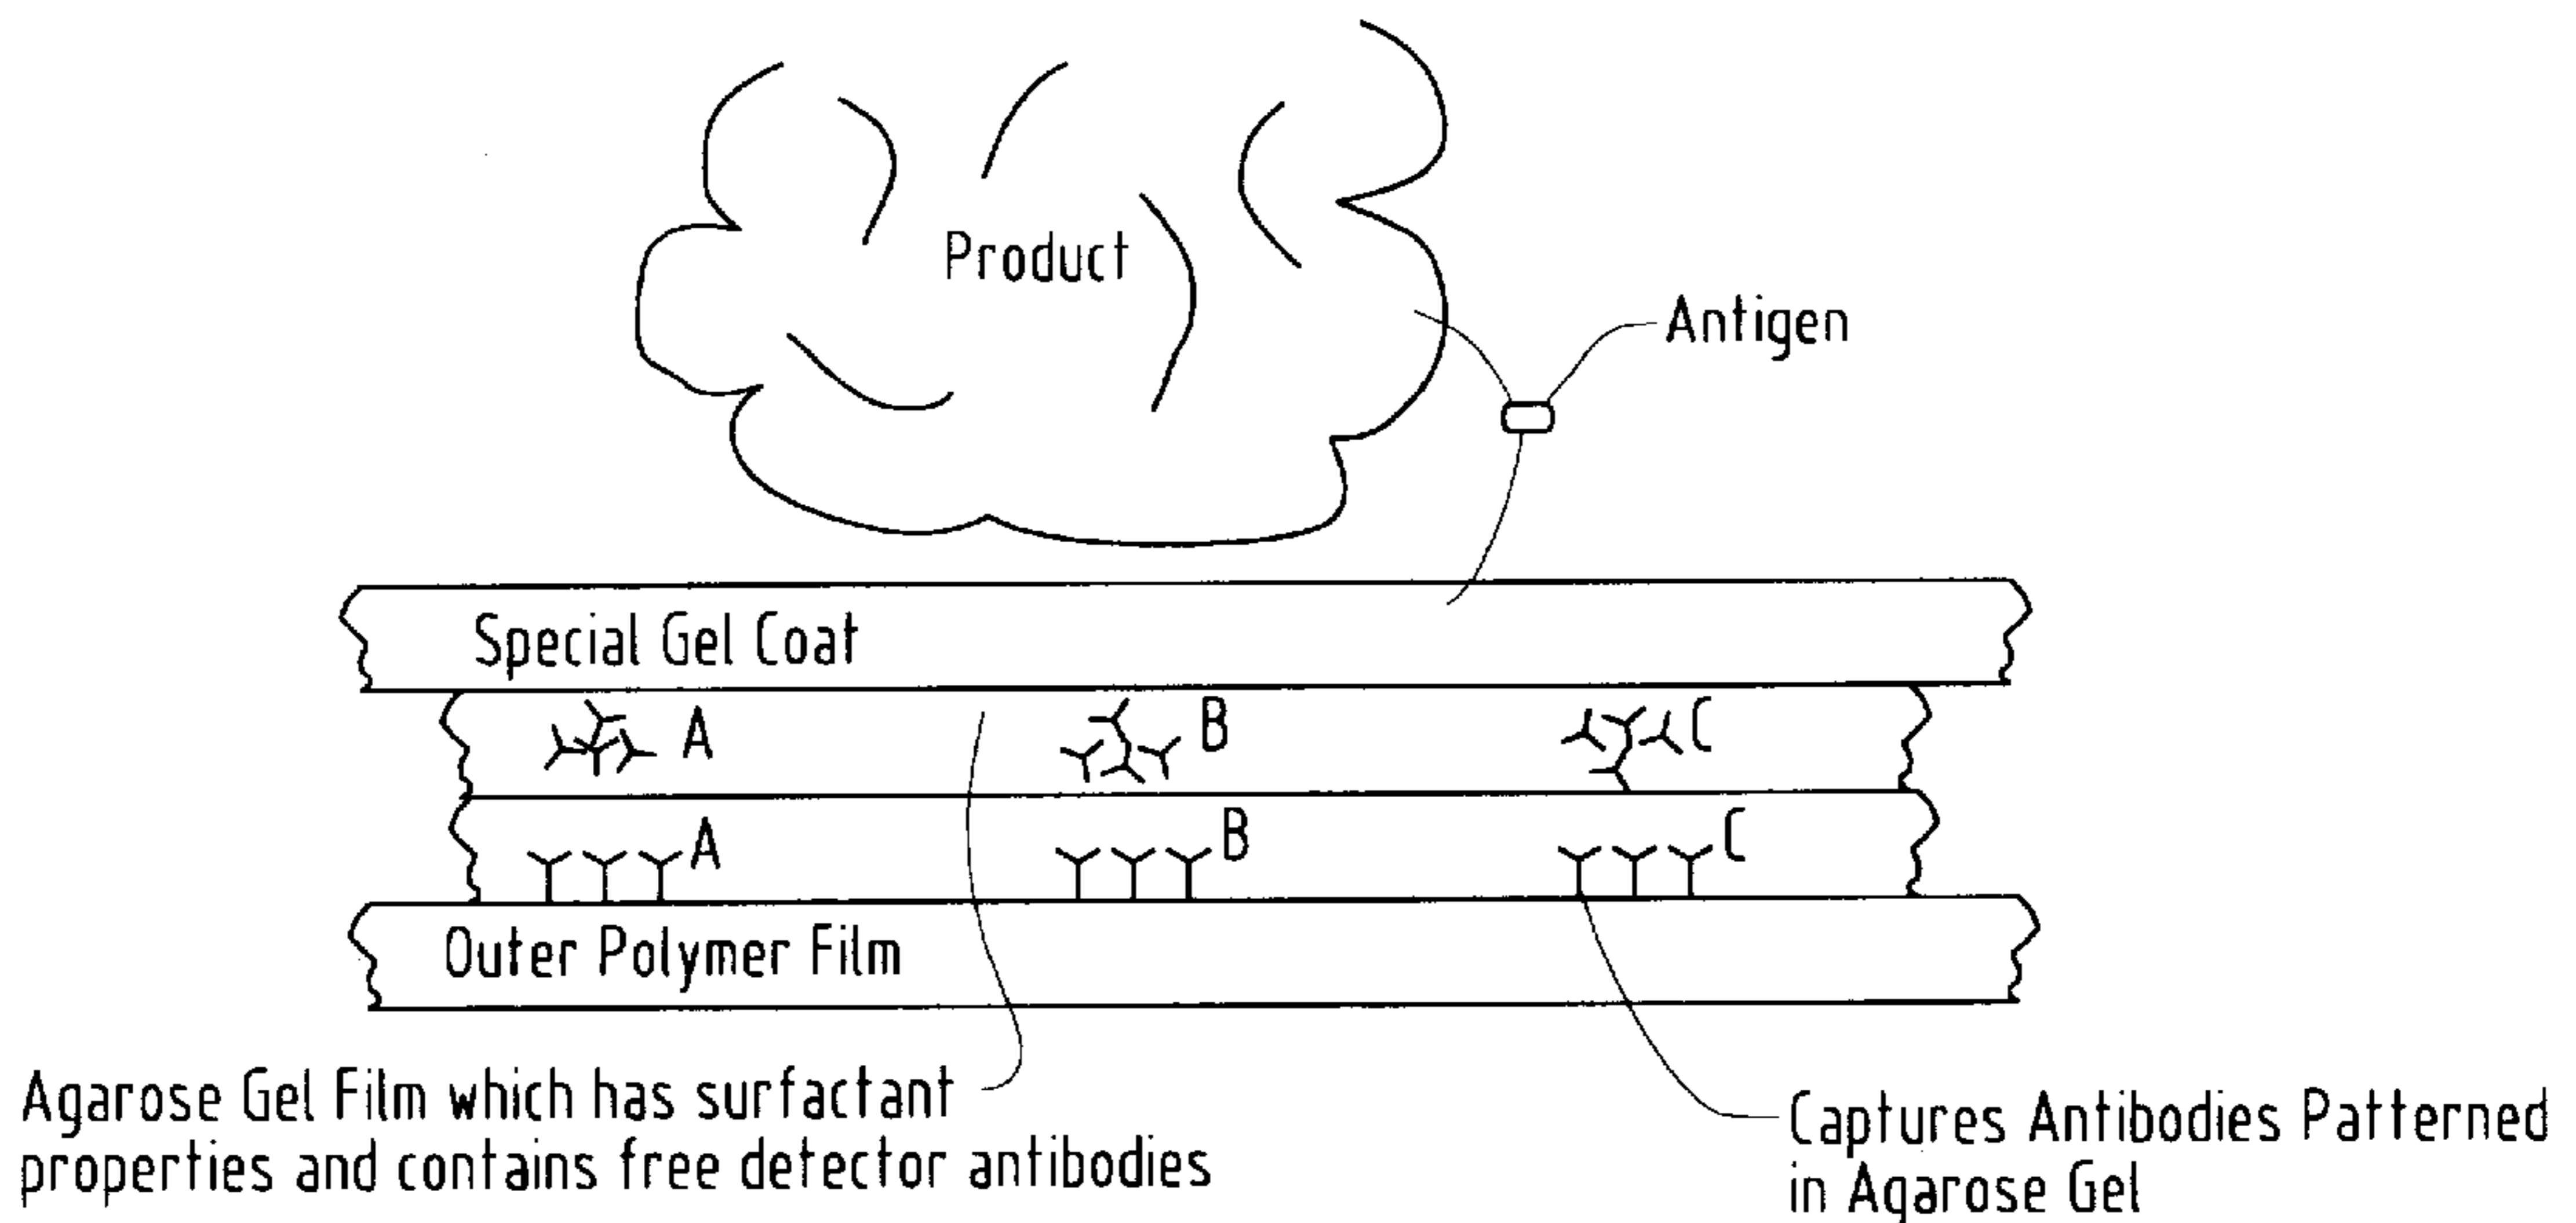 Product
Antigen
Special Gel Coat
A
B
C
A
B
C
Outer Polymer Film
Agarose Gel Film which has surfactant
properties and contains free detector antibodies
Captures Antibodies Patterned
in Agarose Gel